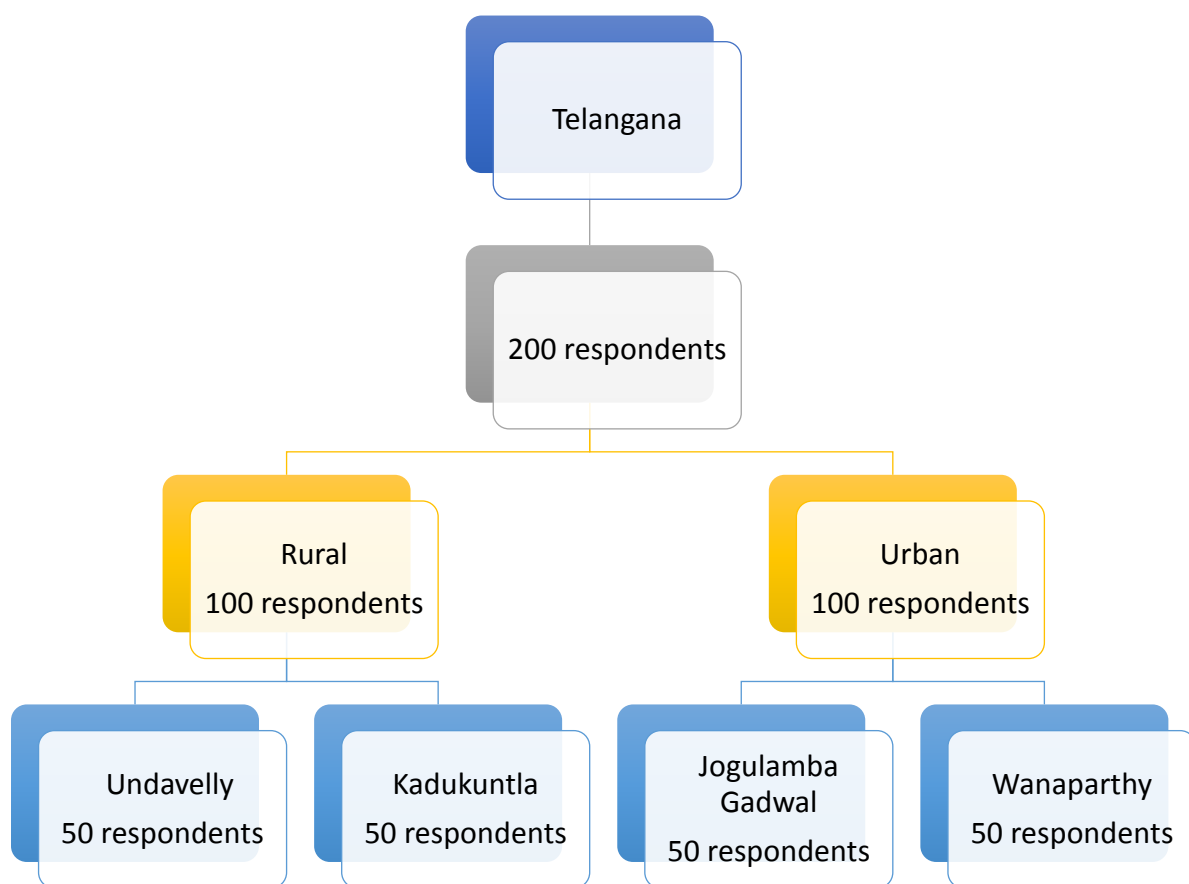 Telangana
200 respondents
Rural
100 respondents
Urban
100 respondents
Undavelly
50 respondents
Kadukuntla
50 respondents
Jogulamba
Gadwal
50 respondents
Wanaparthy
50 respondents